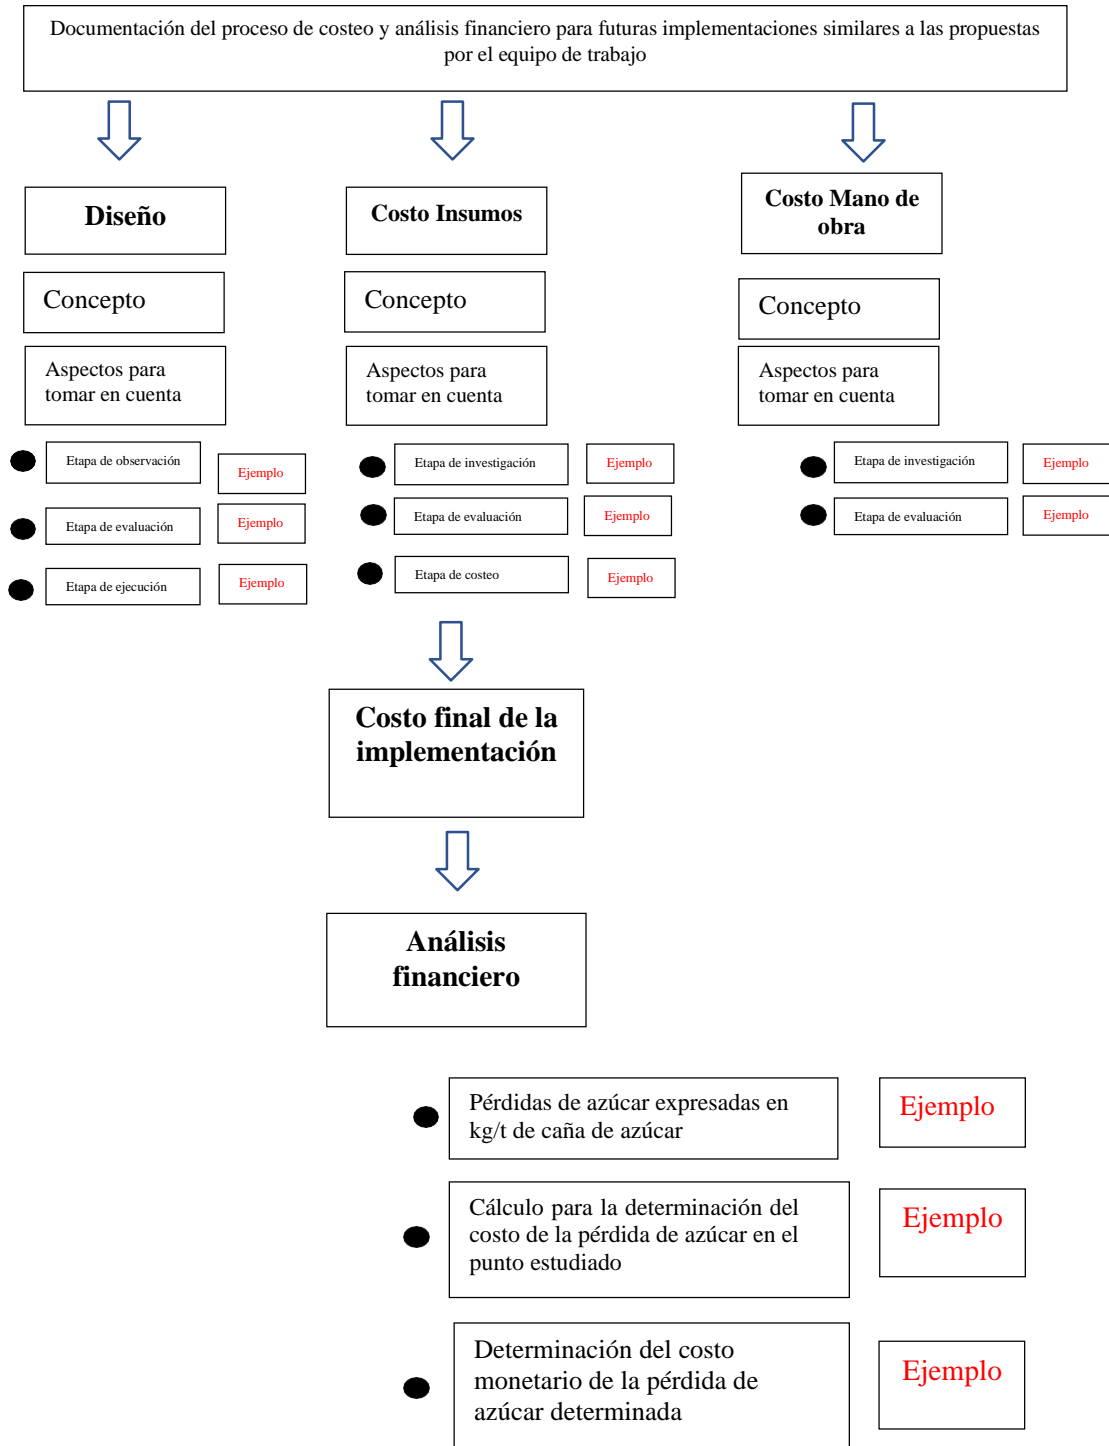 Documentación del proceso de costeo y análisis financiero para futuras implementaciones similares a las propuestas
por el equipo de trabajo
Diseño
Costo Insumos
Costo Mano de
obra
Concepto
Concepto
Concepto
Aspectos para
tomar en cuenta
Aspectos para
tomar en cuenta
Aspectos para
tomar en cuenta
Etapa de observación
Ejemplo
Etapa de investigación
Ejemplo
Etapa de investigación
Ejemplo
Etapa de evaluación
Ejemplo
Etapa de evaluación
Ejemplo
Etapa de evaluación
Ejemplo
Etapa de ejecución
Ejemplo
Etapa de costeo
Ejemplo
Costo final de la
implementación
Análisis
financiero
Pérdidas de azúcar expresadas en
kg/t de caña de azúcar
Ejemplo
Cálculo para la determinación del
costo de la pérdida de azúcar en el
punto estudiado
Ejemplo
Determinación del costo
monetario de la pérdida de
azúcar determinada
Ejemplo